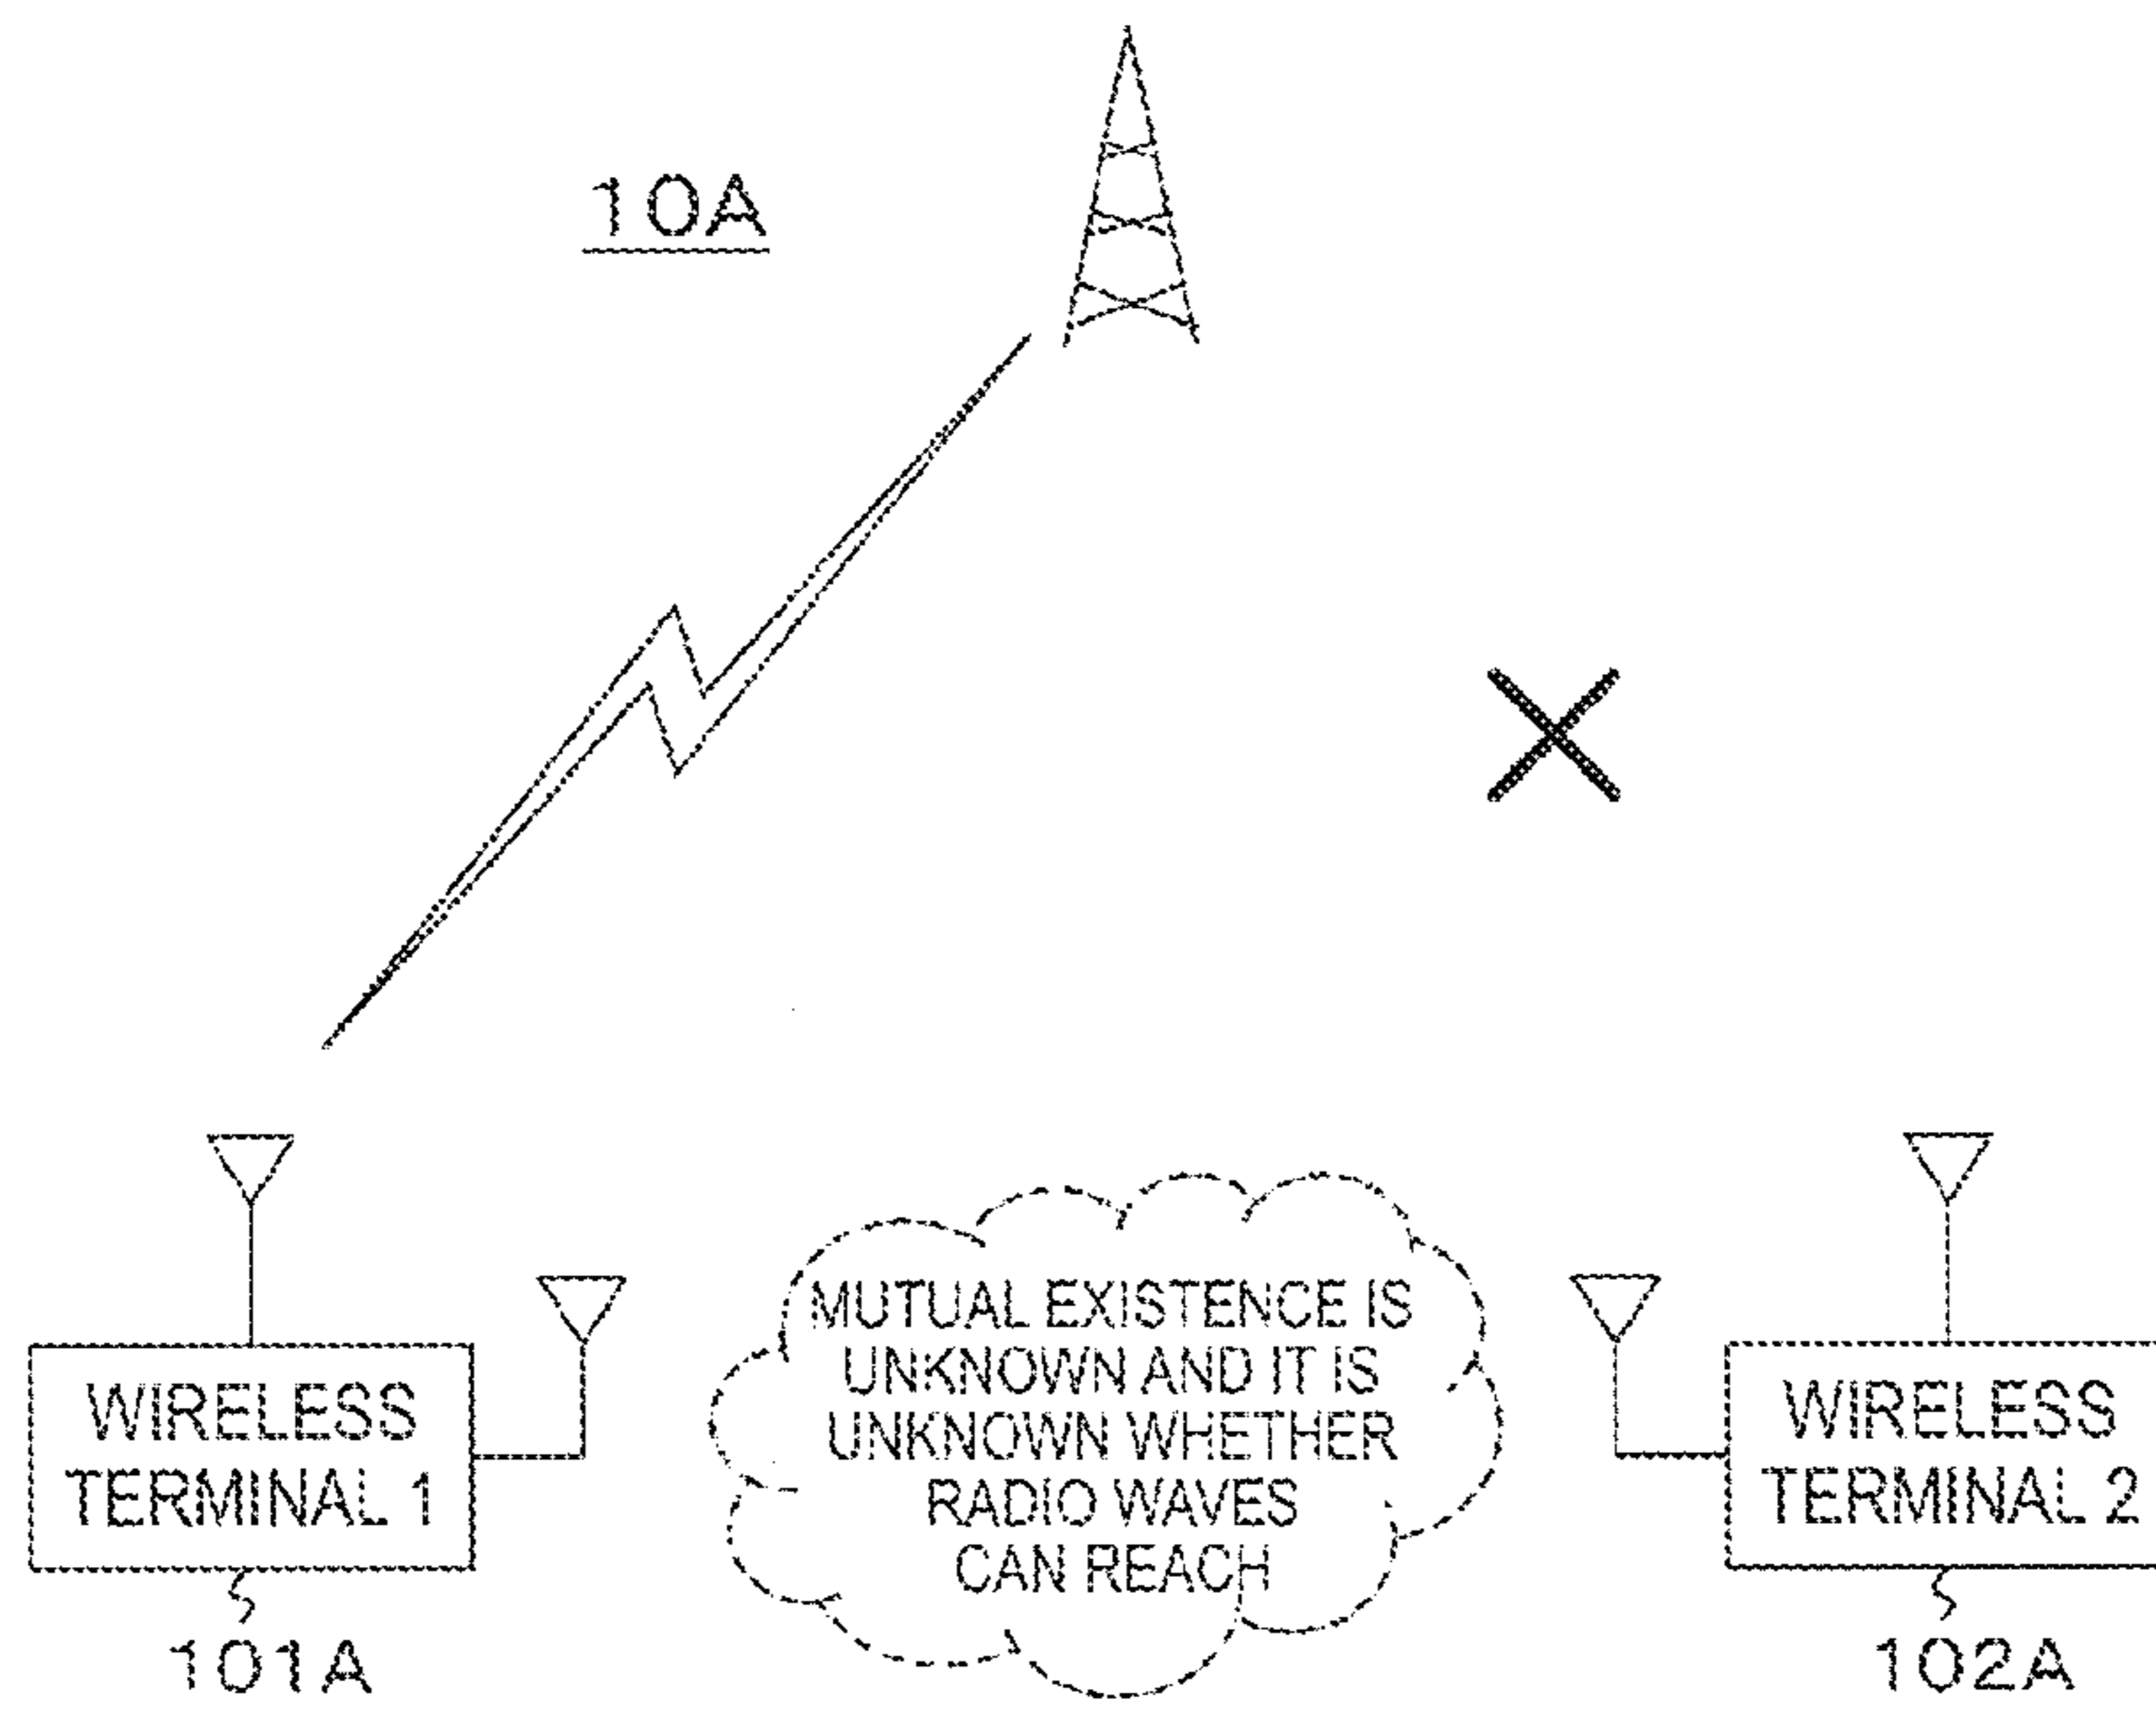 10A
MUTUAL EXISTENCE IS
UNKNOWN AND IT IS
UNKNOWN WHETHER
RADIO WAVES
CAN REACH
WIRELESS
TERMINAL 1
WIRELESS
TERMINAL 2
101A
102A